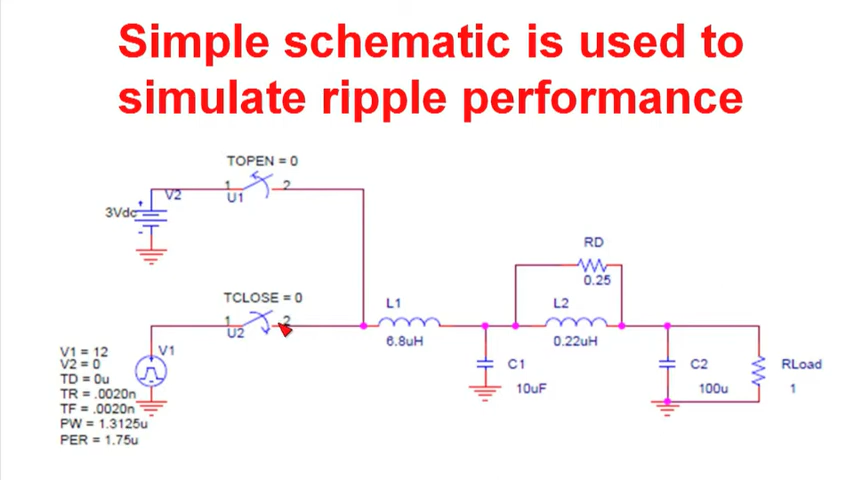 Simple schematic is used to
simulate ripple performance
TOPEN = 0
1
2
V2
U1
3Vdc
+
-
RD
0.25
TCLOSE = 0
1
2
U2
L1
6.8uH
L2
0.22uH
V1 = 12
V2 = 0
TD = 0u
TR = .0020n
TF = .0020n
PW = 1.3125u
PER = 1.75u
V1
C1
10uF
C2
100u
RLoad
1